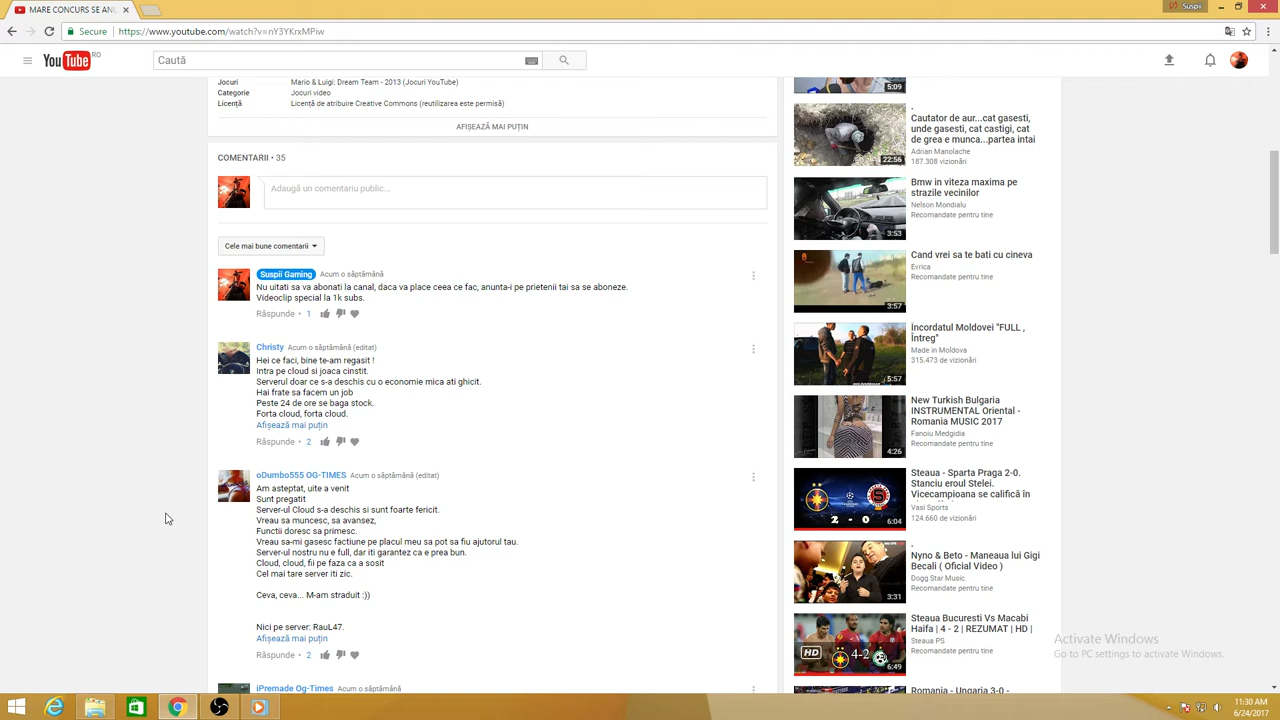 MARE CONCURS SE ANU
Suspii
Secure
https://www.youtube.com/watch?v=nY3YKrxMPiw
YouTube RO
Caută
Jocuri Mario & Luigi: Dream Team - 2013 (Jocuri YouTube)
Categorie Jocuri video
Licență Licență de atribuire Creative Commons (reutilizarea este permisă)
AFIȘEAZĂ MAI PUȚIN
COMENTARII • 35
Adaugă un comentariu public...
Cele mai bune comentarii
Suspii Gaming Acum o săptămână
Nu uitati sa va abonati la canal, daca va place ceea ce fac, anunta-i pe prietenii tai sa se aboneze.
Videoclip special la 1k subs.
Răspunde • 1
Christy Acum o săptămână (editat)
Hei ce faci, bine te-am regasit !
Intra pe cloud si joaca cinstit.
Serverul doar ce s-a deschis cu o economie mica ati ghicit.
Hai frate sa facem un job
Peste 24 de ore se baga stock.
Forta cloud, forta cloud.
Afișează mai puțin
Răspunde • 2
oDumbo555 OG-TIMES Acum o săptămână (editat)
Am asteptat, uite a venit
Sunt pregatit
Server-ul Cloud s-a deschis si sunt foarte fericit.
Vreau sa muncesc, sa avansez,
Functii doresc sa primesc.
Vreau sa-mi gasesc factiune pe placul meu sa pot sa fiu ajutorul tau.
Server-ul nostru nu e full, dar iti garantez ca e prea bun.
Cloud, cloud, fii pe faza ca a sosit
Cel mai tare server iti zic.
Ceva, ceva... M-am straduit :))
Nici pe server: RauL47.
Afișează mai puțin
Răspunde • 2
iPremade Og-Times Acum o săptămână
5:09
.
Cautator de aur...cat gasesti,
unde gasesti, cat castigi, cat
de grea e munca...partea intai
Adrian Manolache
187.308 vizionări
22:56
Bmw in viteza maxima pe
strazile vecinilor
Nelson Mondialu
Recomandate pentru tine
3:53
Cand vrei sa te bati cu cineva
Evrica
Recomandate pentru tine
3:57
Încordatul Moldovei "FULL ,
Întreg"
Made in Moldova
315.473 de vizionări
5:57
New Turkish Bulgaria
INSTRUMENTAL Oriental -
Romania MUSIC 2017
Fanoiu Medgidia
Recomandate pentru tine
4:26
Steaua - Sparta Praga 2-0.
Stanciu eroul Stelei.
Vicecampioana se califică în
Vasi Sports
124.660 de vizionări
2 - 0
6:04
.
Nyno & Beto - Maneaua lui Gigi
Becali ( Oficial Video )
Dogg Star Music
Recomandate pentru tine
3:31
Steaua Bucuresti Vs Macabi
Haifa | 4 - 2 | REZUMAT | HD |
Steaua PS
Recomandate pentru tine
HD
4-2
6:49
Romania - Ungaria 3-0 -
Activate Windows
Go to PC settings to activate Windows.
11:30 AM
6/24/2017